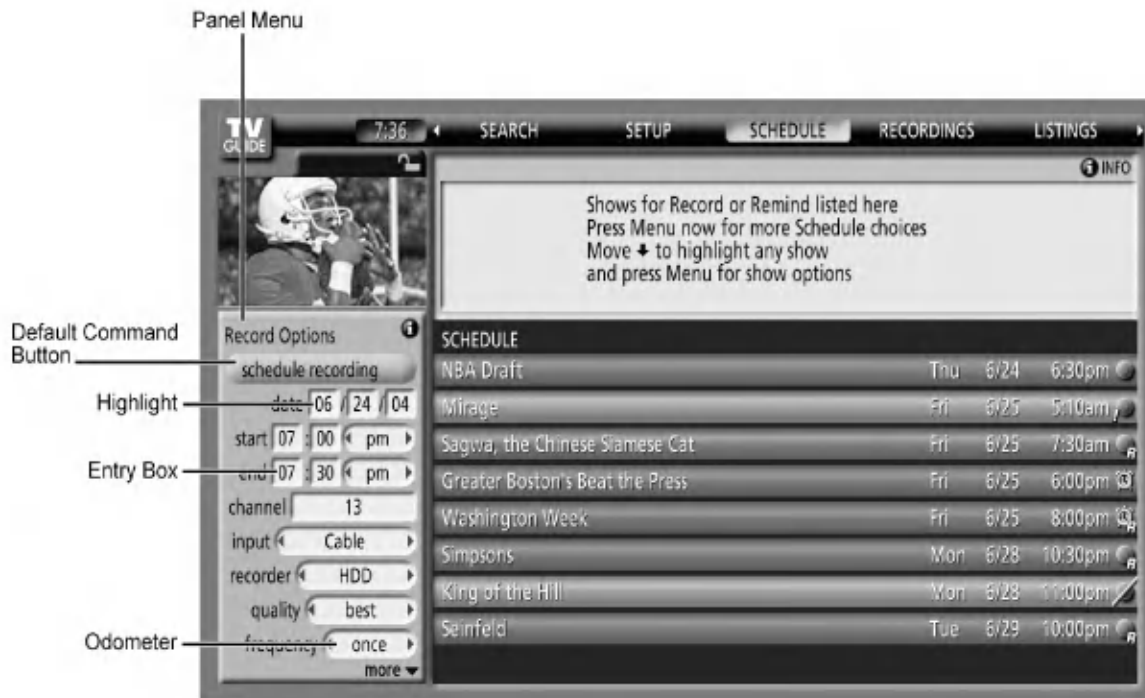 Panel Menu
TV GUIDE
7:36
SEARCH SETUP SCHEDULE RECORDINGS LISTINGS
INFO
Shows for Record or Remind listed here
Press Menu now for more Schedule choices
Move ↓ to highlight any show
and press Menu for show options
Default Command Button
Highlight
Entry Box
Odometer
Record Options
schedule recording
date 06 / 24 / 04
start 07 : 00 pm
end 07 : 30 pm
channel 13
input Cable
recorder HDD
quality best
frequency once
more
SCHEDULE
NBA Draft Thu 6/24 6:30pm
Mirage Fri 6/25 5:10am
Sagwa, the Chinese Siamese Cat Fri 6/25 7:30am R
Greater Boston's Beat the Press Fri 6/25 6:00pm
Washington Week Fri 6/25 8:00pm R
Simpsons Mon 6/28 10:30pm R
King of the Hill Mon 6/28 11:00pm
Seinfeld Tue 6/29 10:00pm R